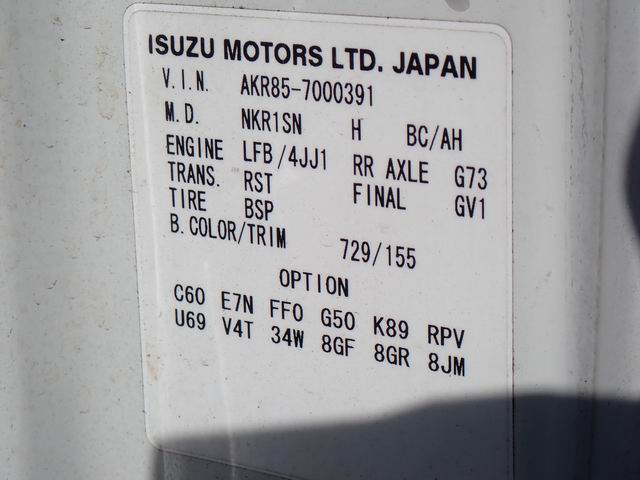 ISUZU MOTORS LTD. JAPAN
V.I.N. AKR85-7000391
M.D. NKR1SN H BC/AH
ENGINE LFB/4JJ1 RR AXLE G73
TRANS. RST FINAL GV1
TIRE BSP
B.COLOR/TRIM 729/155
OPTION
C60 E7N FF0 G50 K89 RPV
U69 V4T 34W 8GF 8GR 8JM